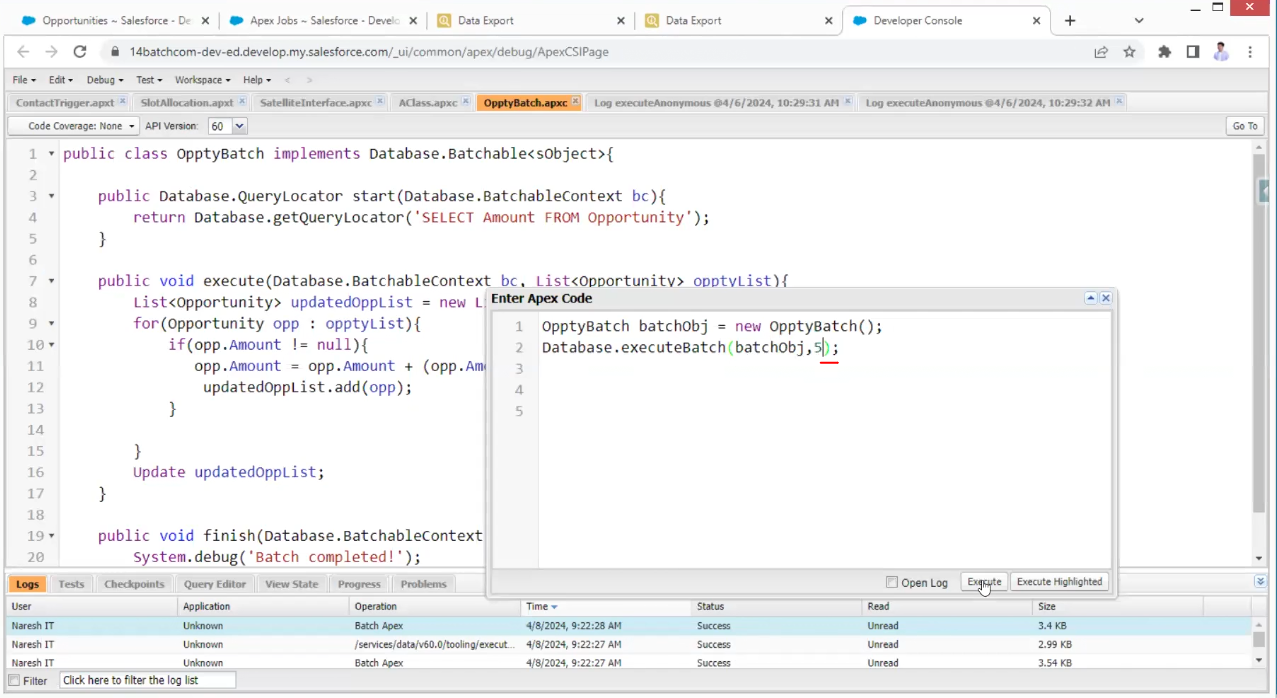 Opportunities ~ Salesforce - De
Apex Jobs ~ Salesforce - Develo
Data Export
Data Export
Developer Console
14batchcom-dev-ed.develop.my.salesforce.com/_ui/common/apex/debug/ApexCSIPage
File Edit Debug Test Workspace Help < >
ContactTrigger.apxt SlotAllocation.apxt SatelliteInterface.apxc AClass.apxc OpptyBatch.apxc Log executeAnonymous @4/6/2024, 10:29:31 AM Log executeAnonymous @4/6/2024, 10:29:32 AM
Code Coverage: None API Version: 60 Go To
1 public class OpptyBatch implements Database.Batchable<sObject>{
2
3 public Database.QueryLocator start(Database.BatchableContext bc){
4 return Database.getQueryLocator('SELECT Amount FROM Opportunity');
5 }
6
7 public void execute(Database.BatchableContext bc, List<Opportunity> opptyList){
8 List<Opportunity> updatedOppList = new L
9 for(Opportunity opp : opptyList){
10 if(opp.Amount != null){
11 opp.Amount = opp.Amount + (opp.Am
12 updatedOppList.add(opp);
13 }
14
15 }
16 Update updatedOppList;
17 }
18
19 public void finish(Database.BatchableContext
20 System.debug('Batch completed!');
Enter Apex Code
1 OpptyBatch batchObj = new OpptyBatch();
2 Database.executeBatch(batchObj,5);
3
4
5
Open Log Execute Execute Highlighted
Logs Tests Checkpoints Query Editor View State Progress Problems
User Application Operation Time Status Read Size
Naresh IT Unknown Batch Apex 4/8/2024, 9:22:28 AM Success Unread 3.4 KB
Naresh IT Unknown /services/data/v60.0/tooling/execut... 4/8/2024, 9:22:27 AM Success Unread 2.99 KB
Naresh IT Unknown Batch Apex 4/8/2024, 9:22:27 AM Success Unread 3.54 KB
Filter Click here to filter the log list